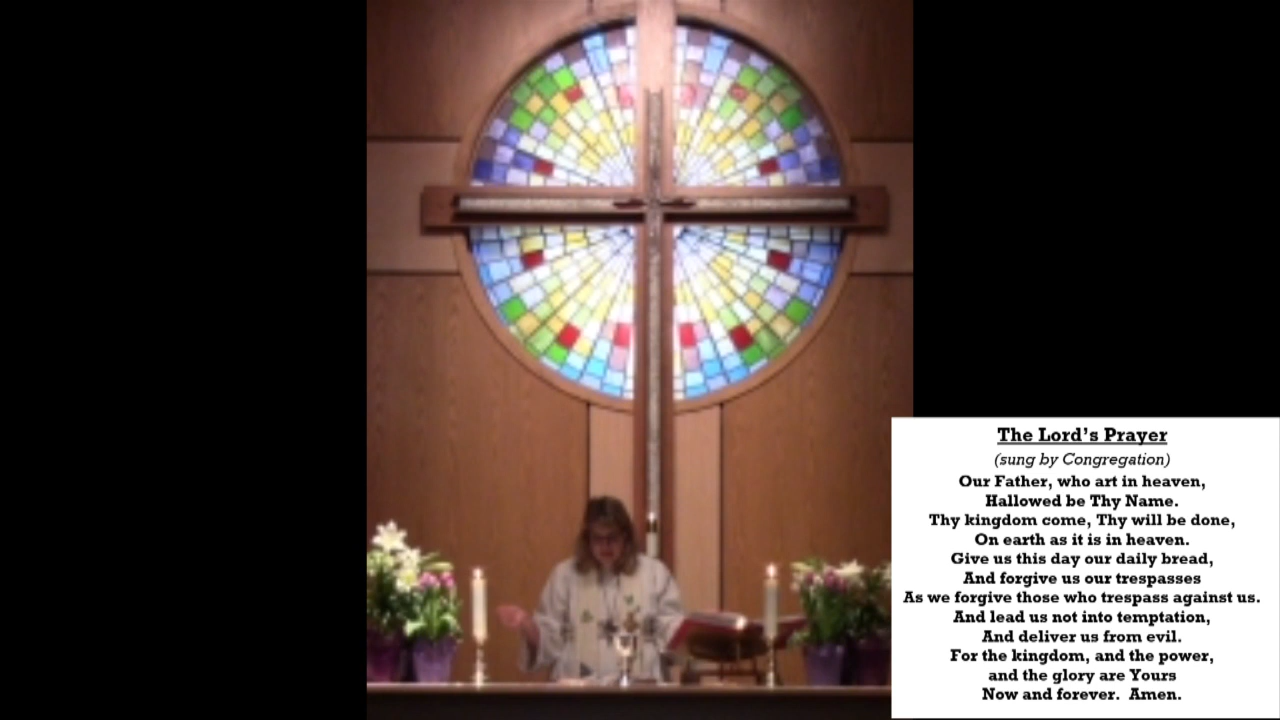 The Lord's Prayer
(sung by Congregation)
Our Father, who art in heaven,
Hallowed be Thy Name.
Thy kingdom come, Thy will be done,
On earth as it is in heaven.
Give us this day our daily bread,
And forgive us our trespasses
As we forgive those who trespass against us.
And lead us not into temptation,
And deliver us from evil.
For the kingdom, and the power,
and the glory are Yours
Now and forever.  Amen.